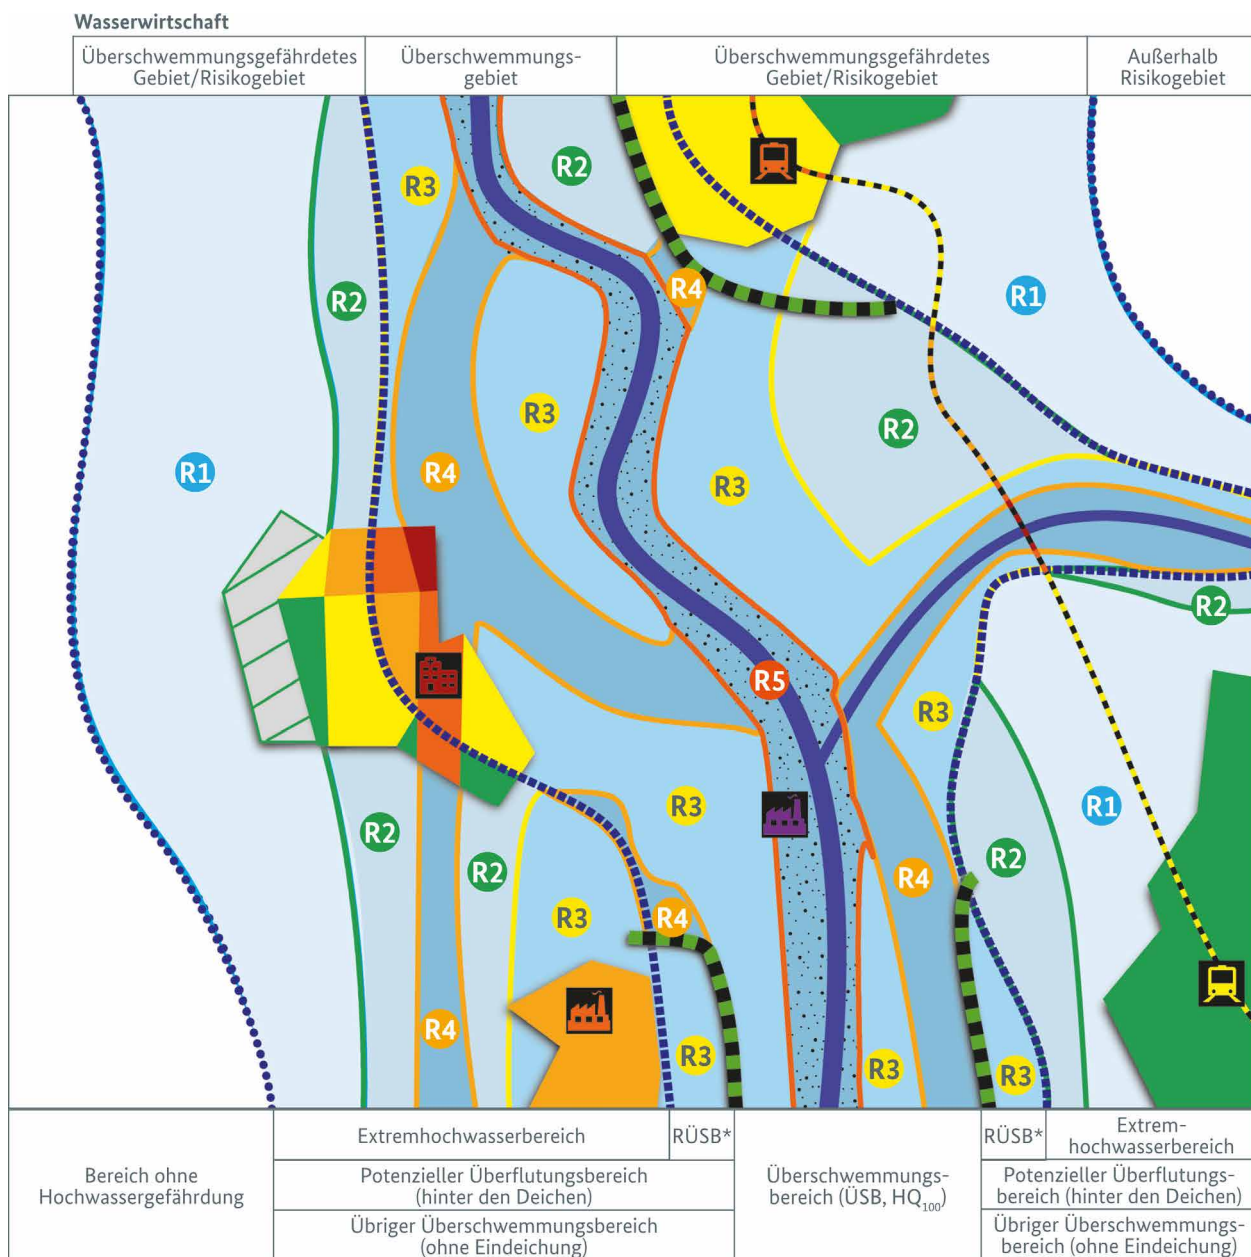 Wasserwirtschaft
Überschwemmungsgefährdetes
Gebiet/Risikogebiet
Überschwemmungs-
gebiet
Überschwemmungsgefährdetes
Gebiet/Risikogebiet
Außerhalb
Risikogebiet
R2
R3
R2
R4
R1
R3
R2
R1
R4
R3
R2
R5
R3
R3
R1
R2
R2
R2
R4
R3
R4
R4
R3
R3
R3
Bereich ohne
Hochwassergefährdung
Extremhochwasserbereich
RÜSB*
Potenzieller Überflutungsbereich
(hinter den Deichen)
Übriger Überschwemmungsbereich
(ohne Eindeichung)
Überschwemmungs-
bereich (ÜSB, HQ100)
RÜSB*
Extrem-
hochwasserbereich
Potenzieller Überflutungs-
bereich (hinter den Deichen)
Übriger Überschwemmungs-
bereich (ohne Eindeichung)